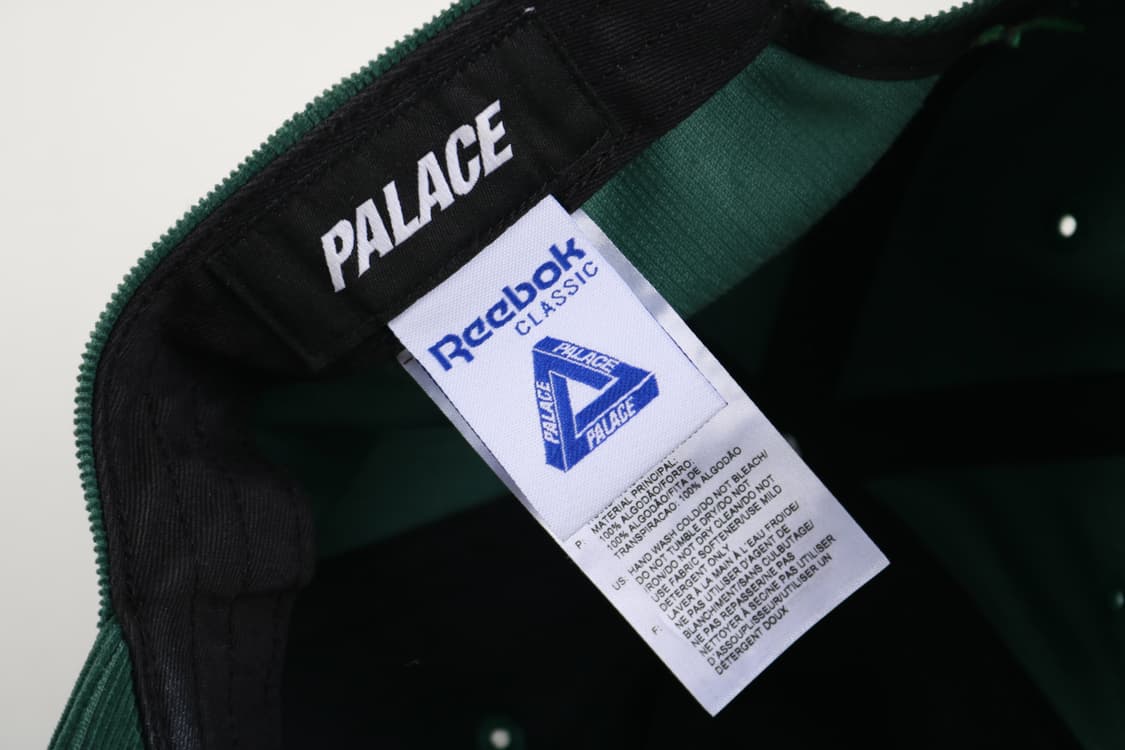 PALACE
Reebok
CLASSIC
PALACE
PALACE
PALACE
P: MATERIAL PRINCIPAL:
100% ALGODÃO/FORRO:
100% ALGODÃO/FITA DE
TRANSPIRACAO: 100% ALGODÃO
US: HAND WASH COLD/DO NOT BLEACH/
DO NOT TUMBLE DRY/DO NOT
IRON/DO NOT DRY CLEAN/DO NOT
USE FABRIC SOFTENER/USE MILD
DETERGENT ONLY
F: LAVER À LA MAIN À L'EAU FROIDE/
NE PAS UTILISER D'AGENT DE
BLANCHIMENT/SANS CULBUTAGE/
NE PAS REPASSER/NE PAS
NETTOYER À SEC/NE PAS UTILISER
D'ASSOUPLISSEUR/UTILISER UN
DÉTERGENT DOUX